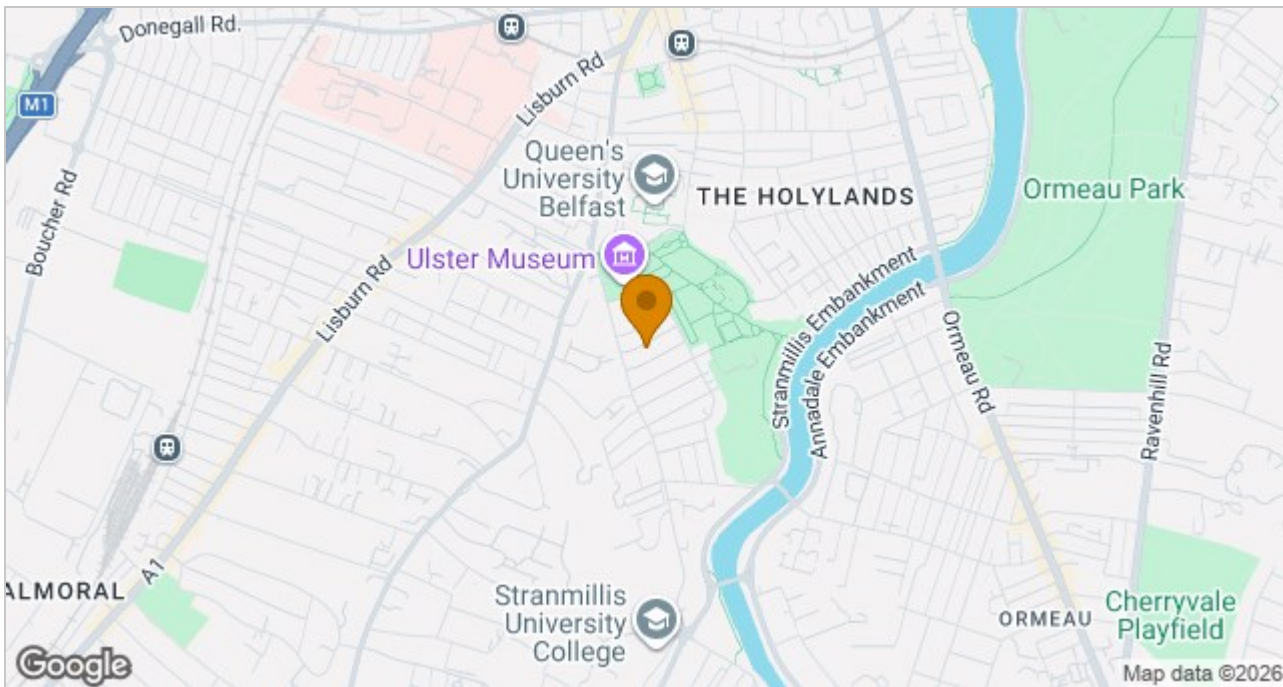 Donegall Rd.
M1
Lisburn Rd
Boucher Rd
Queen's
University
Belfast
THE HOLYLANDS
Ormeau Park
Ulster Museum
Lisburn Rd
Stranmillis Embankment
Annadale Embankment
Ormeau Rd
Ravenhill Rd
A1
ALMORAL
Stranmillis
University
College
ORMEAU
Cherryvale
Playfield
Google
Map data ©2026